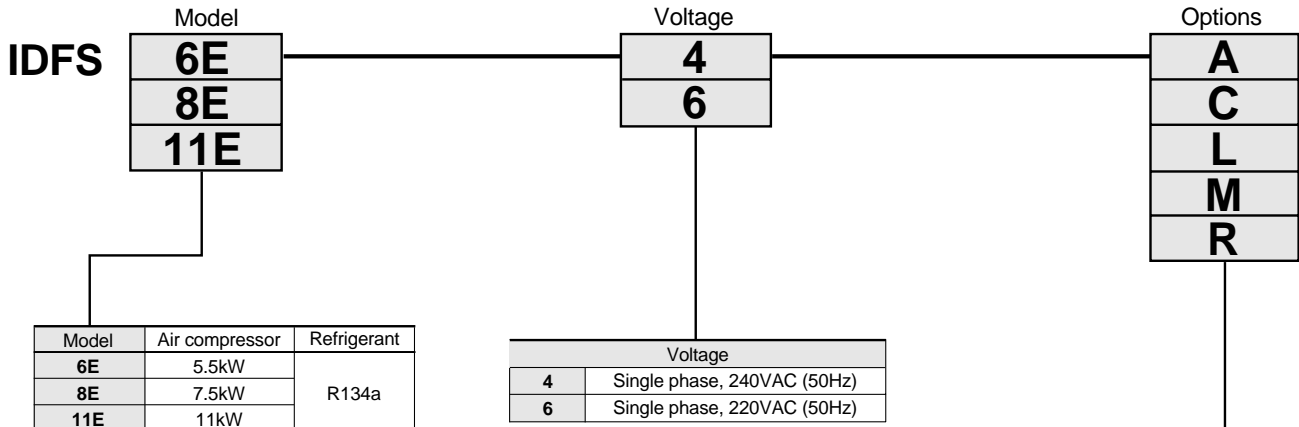 Model Voltage Options
IDFS 6E 4 A
8E 6 C
11E L
M
R
Model Air compressor Refrigerant
6E 5.5kW
8E 7.5kW R134a
11E 11kW
Voltage
4 Single phase, 240VAC (50Hz)
6 Single phase, 220VAC (50Hz)